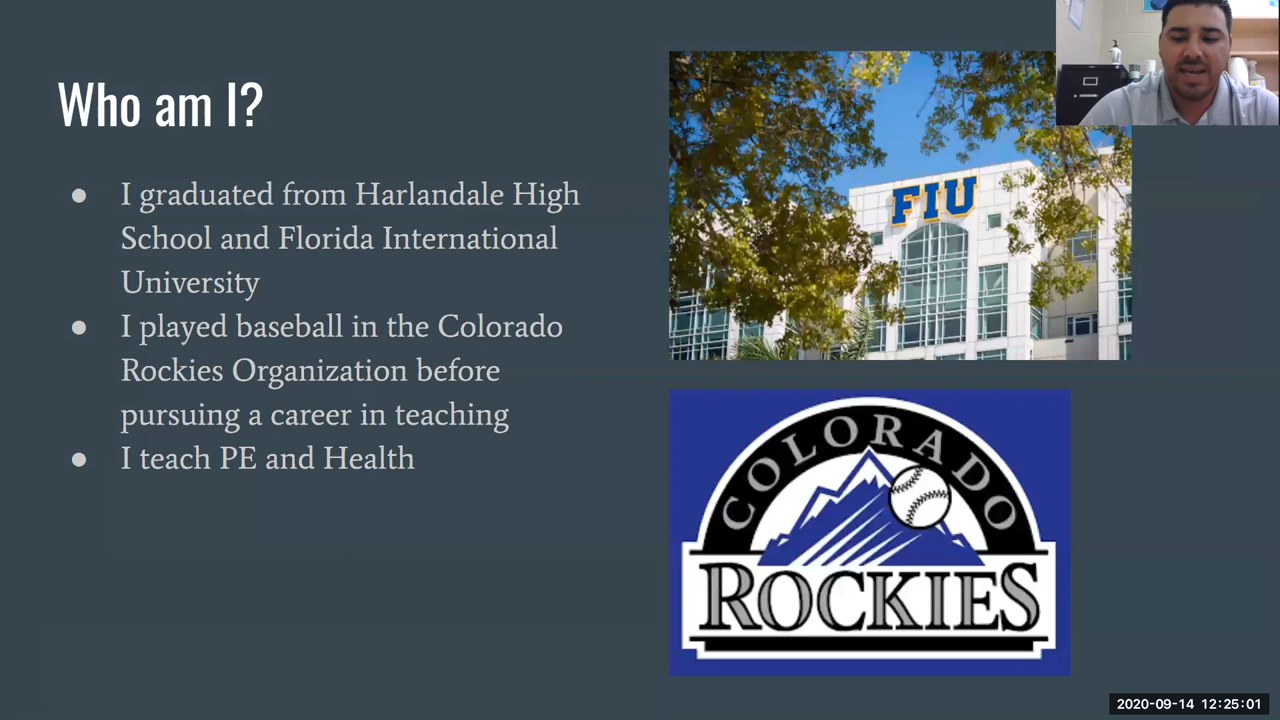 Who am I?
● I graduated from Harlandale High
School and Florida International
University
● I played baseball in the Colorado
Rockies Organization before
pursuing a career in teaching
● I teach PE and Health
FIU
COLORADO
ROCKIES
2020-09-14 12:25:01